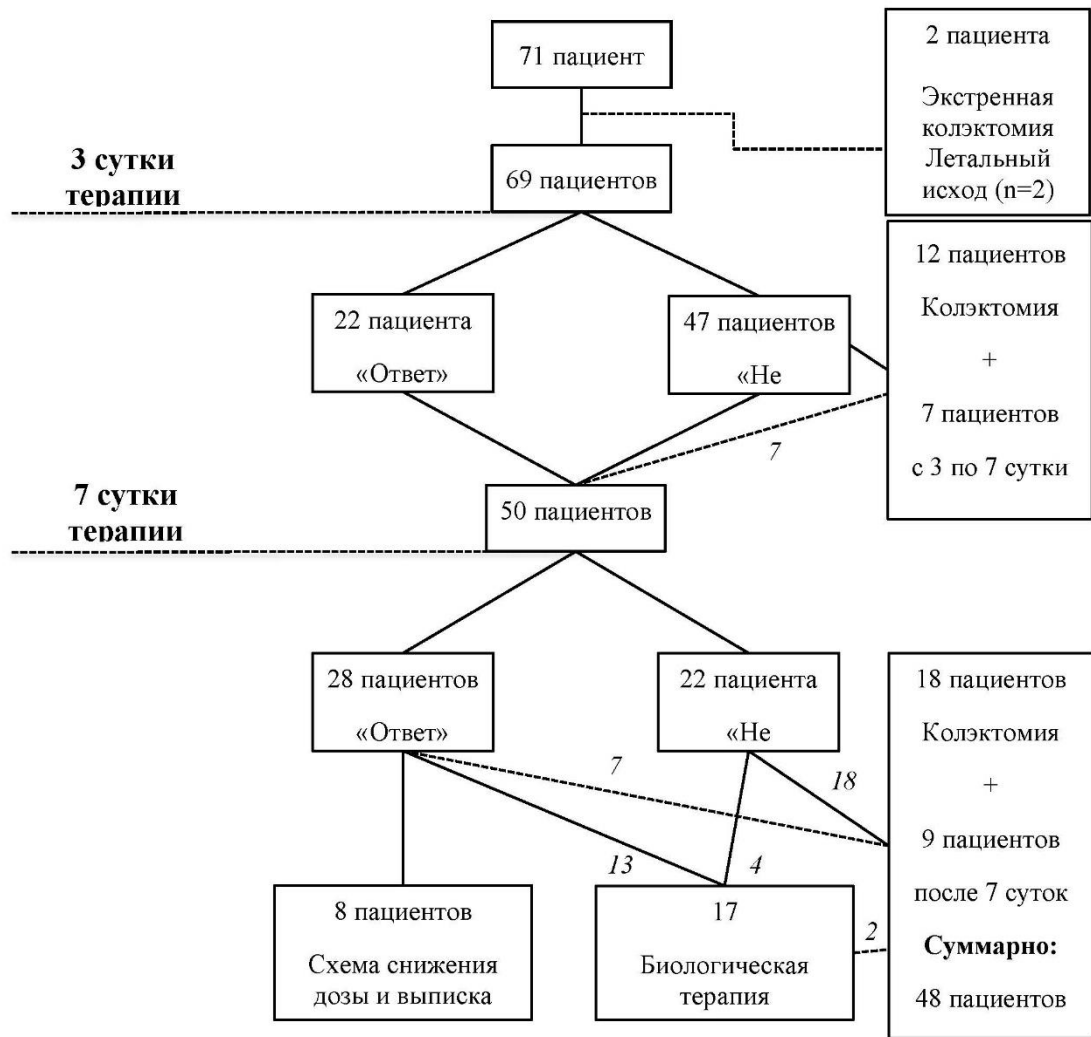 71 пациент
2 пациента
Экстренная
колэктомия
Летальный
исход (n=2)
3 сутки
терапии
69 пациентов
22 пациента
«Ответ»
47 пациентов
«Не
12 пациентов
Колэктомия
+
7 пациентов
с 3 по 7 сутки
7
7 сутки
терапии
50 пациентов
28 пациентов
«Ответ»
22 пациента
«Не
18 пациентов
Колэктомия
+
9 пациентов
после 7 суток
Суммарно:
48 пациентов
7
18
13
4
2
8 пациентов
Схема снижения
дозы и выписка
17
Биологическая
терапия